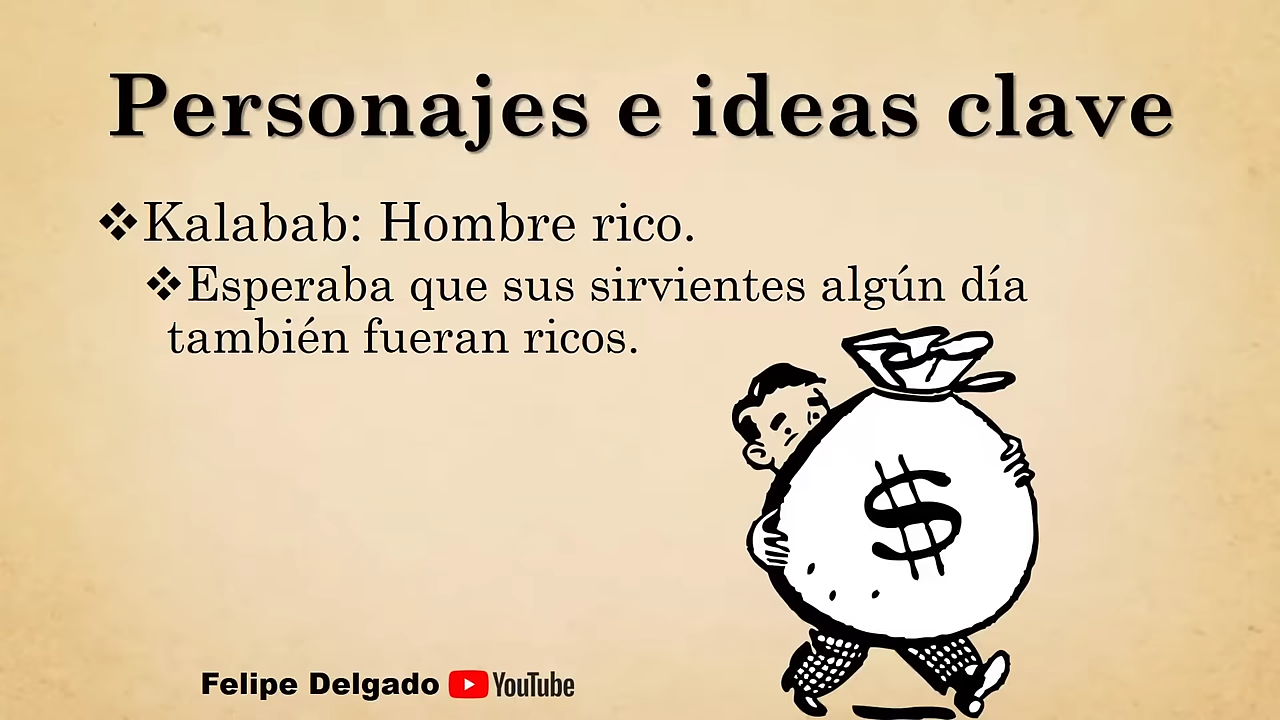 Personajes e ideas clave
❖Kalabab: Hombre rico.
❖Esperaba que sus sirvientes algún día
también fueran ricos.
$
Felipe Delgado YouTube